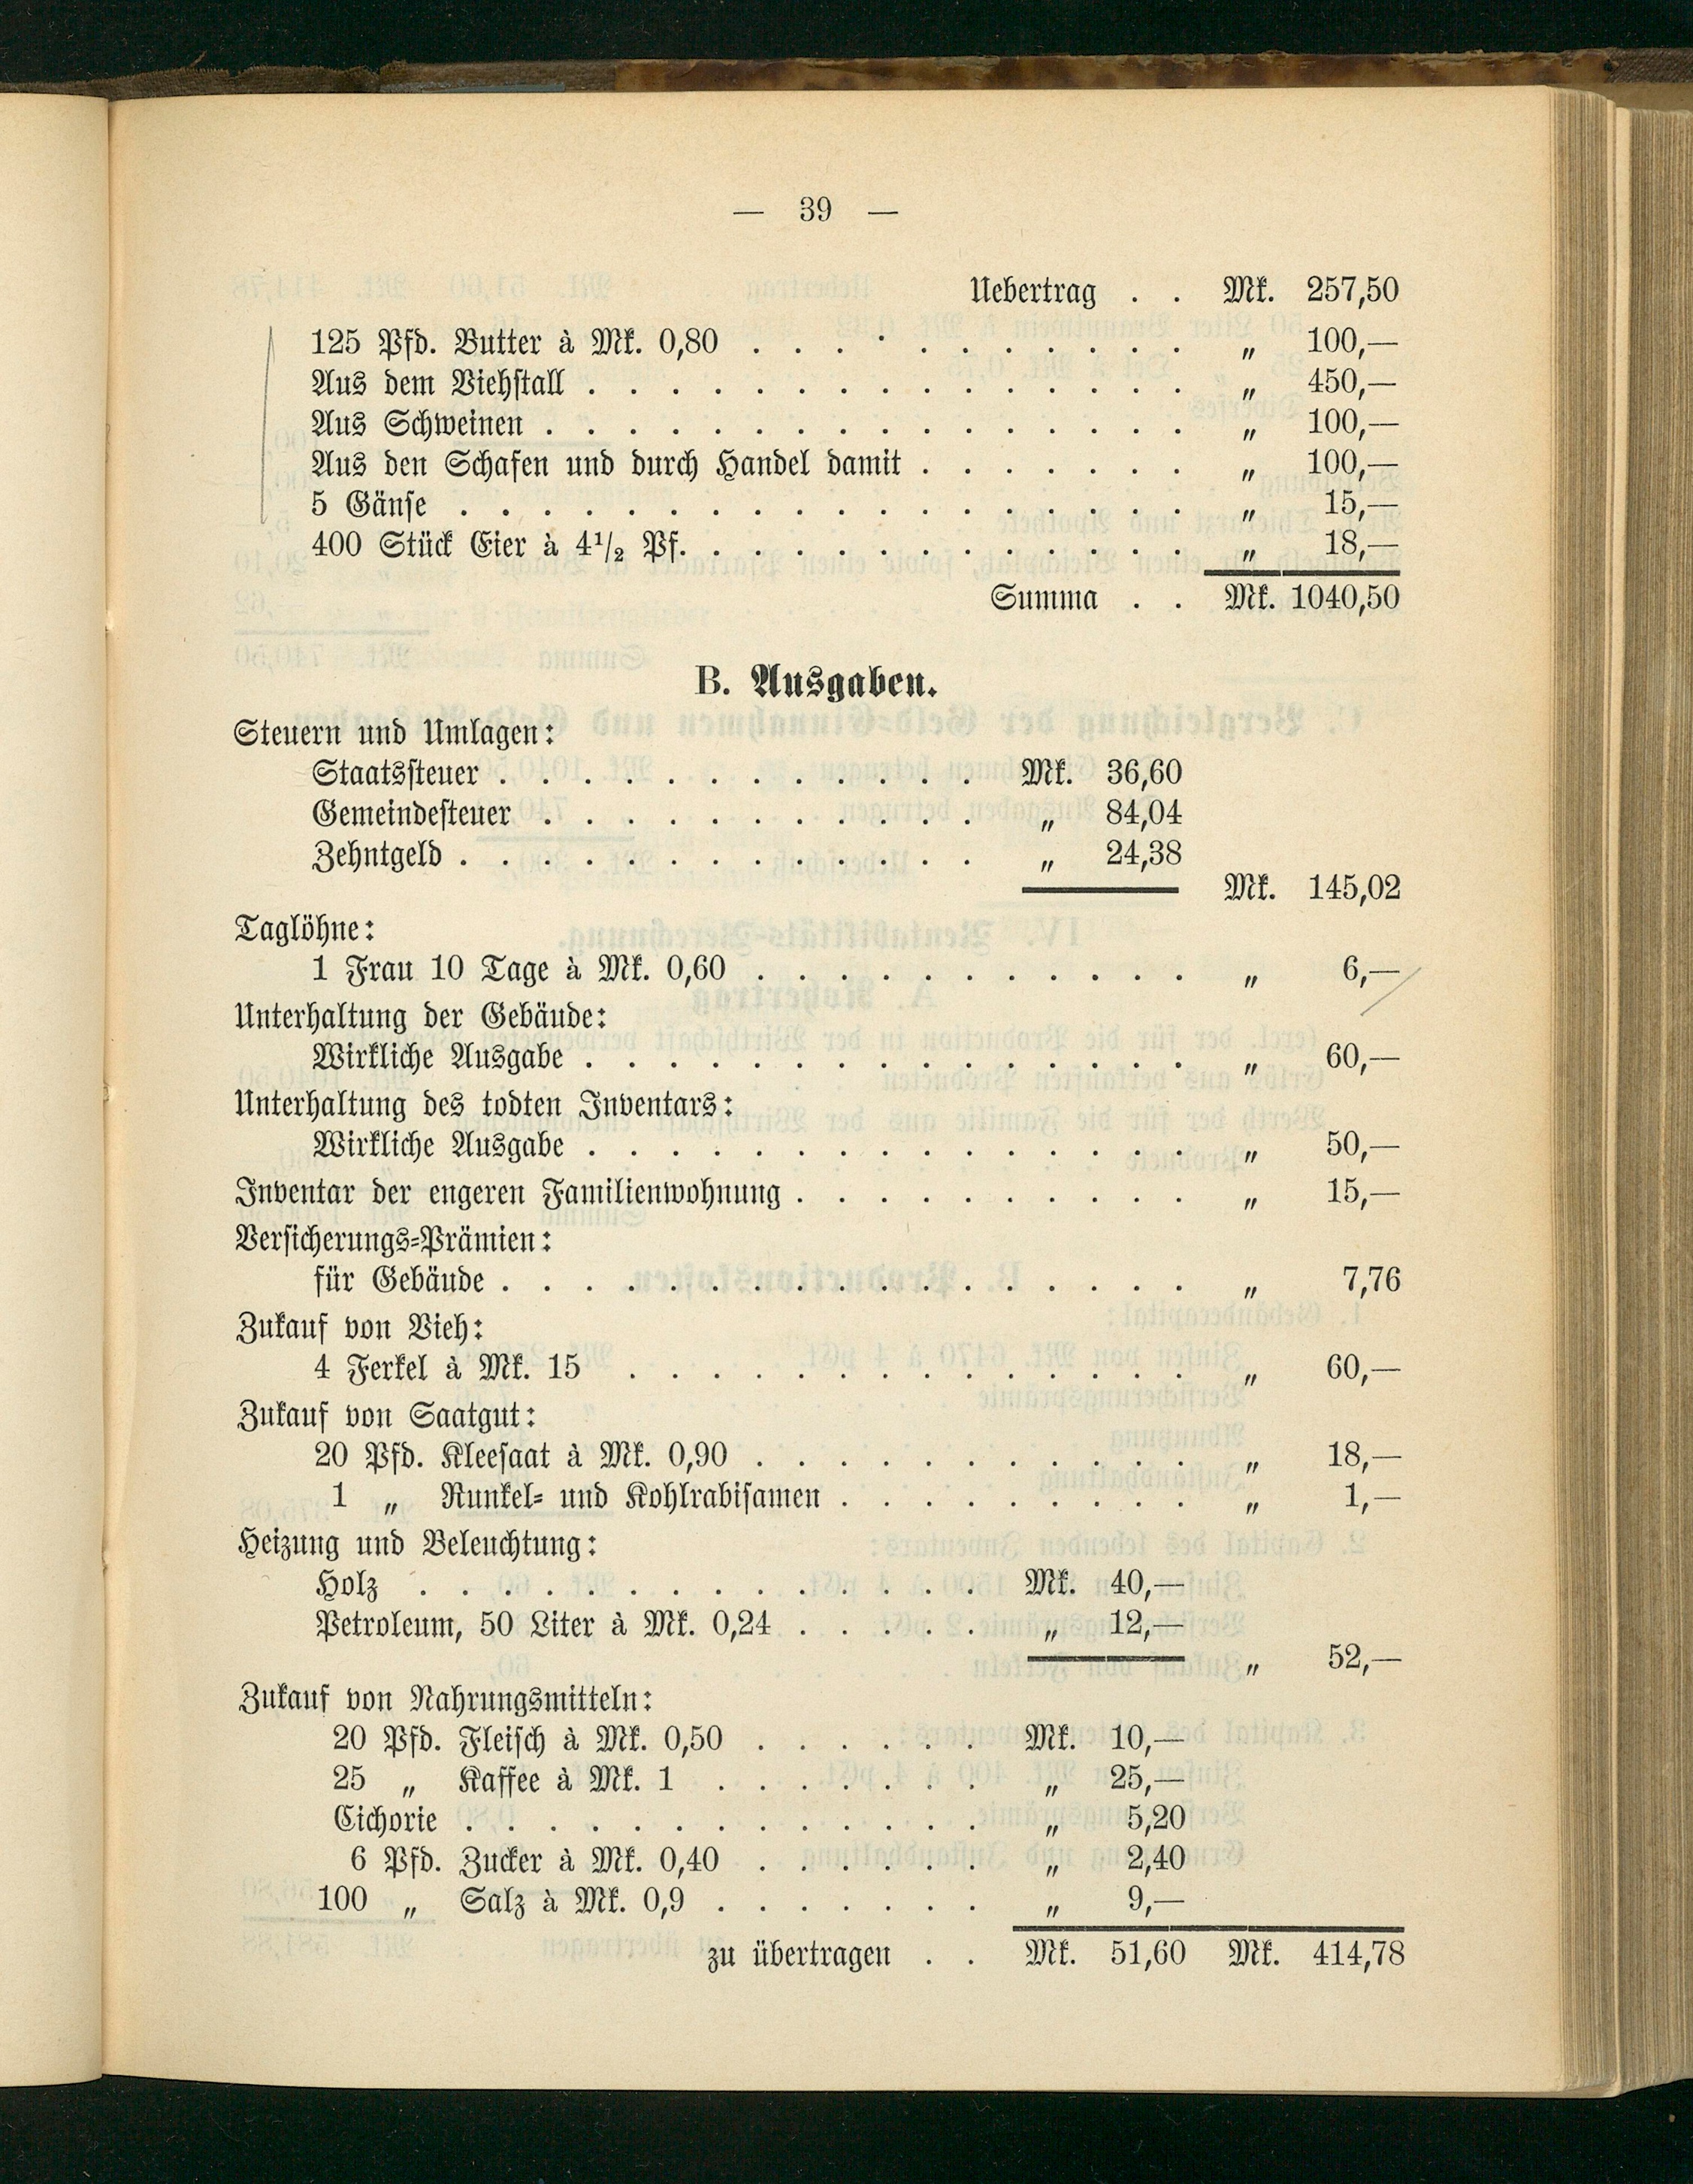 — 39 —
Uebertrag . . Mk. 257,50
125 Pfd. Butter à Mk. 0,80 . . . . . . . . . . . „ 100,—
Aus dem Viehstall . . . . . . . . . . . . . . . „ 450,—
Aus Schweinen . . . . . . . . . . . . . . . . „ 100,—
Aus den Schafen und durch Handel damit . . . . . . . „ 100,—
5 Gänse . . . . . . . . . . . . . . . . . . „ 15,—
400 Stück Eier à 4¹/₂ Pf. . . . . . . . . . . . . „ 18,—
Summa . . Mk. 1040,50
B. Ausgaben.
Steuern und Umlagen:
Staatssteuer . . . . . . . . . . . . Mk. 36,60
Gemeindesteuer . . . . . . . . . . . „ 84,04
Zehntgeld . . . . . . . . . . . . . „ 24,38
Mk. 145,02
Taglöhne:
1 Frau 10 Tage à Mk. 0,60 . . . . . . . . . . . „ 6,—
Unterhaltung der Gebäude:
Wirkliche Ausgabe . . . . . . . . . . . . . . . „ 60,—
Unterhaltung des todten Inventars:
Wirkliche Ausgabe . . . . . . . . . . . . . . . „ 50,—
Inventar der engeren Familienwohnung . . . . . . . . . . „ 15,—
Versicherungs-Prämien:
für Gebäude . . . . . . . . . . . . . . . . . „ 7,76
Zukauf von Vieh:
4 Ferkel à Mk. 15 . . . . . . . . . . . . . . „ 60,—
Zukauf von Saatgut:
20 Pfd. Kleesaat à Mk. 0,90 . . . . . . . . . . . „ 18,—
1 „ Runkel- und Kohlrabisamen . . . . . . . . . „ 1,—
Heizung und Beleuchtung:
Holz . . . . . . . . . . . . . . Mk. 40,—
Petroleum, 50 Liter à Mk. 0,24 . . . . . „ 12,—
„ 52,—
Zukauf von Nahrungsmitteln:
20 Pfd. Fleisch à Mk. 0,50 . . . . . . Mk. 10,—
25 „ Kaffee à Mk. 1 . . . . . . . „ 25,—
Cichorie . . . . . . . . . . . . . „ 5,20
6 Pfd. Zucker à Mk. 0,40 . . . . . . „ 2,40
100 „ Salz à Mk. 0,9 . . . . . . . „ 9,—
zu übertragen . . Mk. 51,60 Mk. 414,78